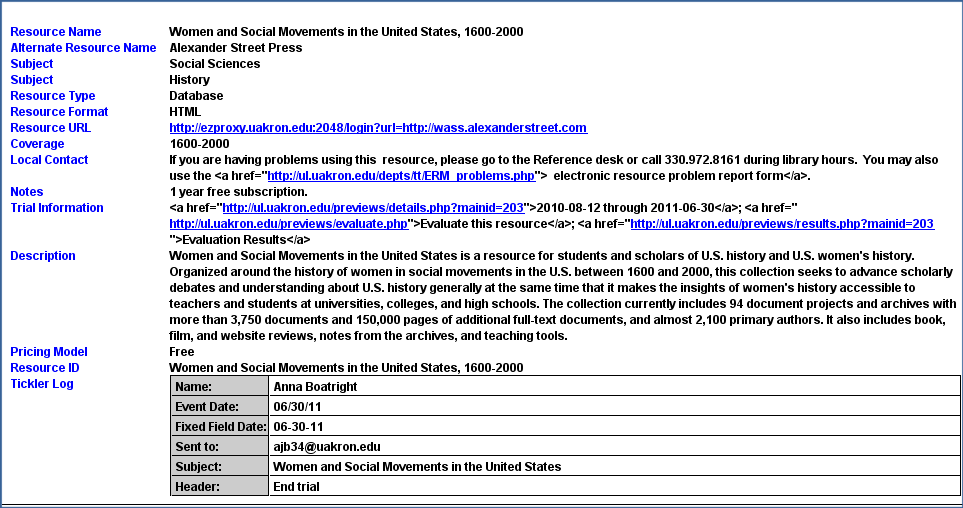 Resource Name Women and Social Movements in the United States, 1600-2000
Alternate Resource Name Alexander Street Press
Subject Social Sciences
Subject History
Resource Type Database
Resource Format HTML
Resource URL http://ezproxy.uakron.edu:2048/login?url=http://wass.alexanderstreet.com
Coverage 1600-2000
Local Contact If you are having problems using this resource, please go to the Reference desk or call 330.972.8161 during library hours. You may also
use the <a href="http://ul.uakron.edu/depts/tt/ERM_problems.php"> electronic resource problem report form</a>.
Notes 1 year free subscription.
Trial Information <a href="http://ul.uakron.edu/previews/details.php?mainid=203">2010-08-12 through 2011-06-30</a>; <a href="
http://ul.uakron.edu/previews/evaluate.php">Evaluate this resource</a>; <a href="http://ul.uakron.edu/previews/results.php?mainid=203
">Evaluation Results</a>
Description Women and Social Movements in the United States is a resource for students and scholars of U.S. history and U.S. women's history.
Organized around the history of women in social movements in the U.S. between 1600 and 2000, this collection seeks to advance scholarly
debates and understanding about U.S. history generally at the same time that it makes the insights of women's history accessible to
teachers and students at universities, colleges, and high schools. The collection currently includes 94 document projects and archives with
more than 3,750 documents and 150,000 pages of additional full-text documents, and almost 2,100 primary authors. It also includes book,
film, and website reviews, notes from the archives, and teaching tools.
Pricing Model Free
Resource ID Women and Social Movements in the United States, 1600-2000
Tickler Log Name: Anna Boatright
Event Date: 06/30/11
Fixed Field Date: 06-30-11
Sent to: ajb34@uakron.edu
Subject: Women and Social Movements in the United States
Header: End trial